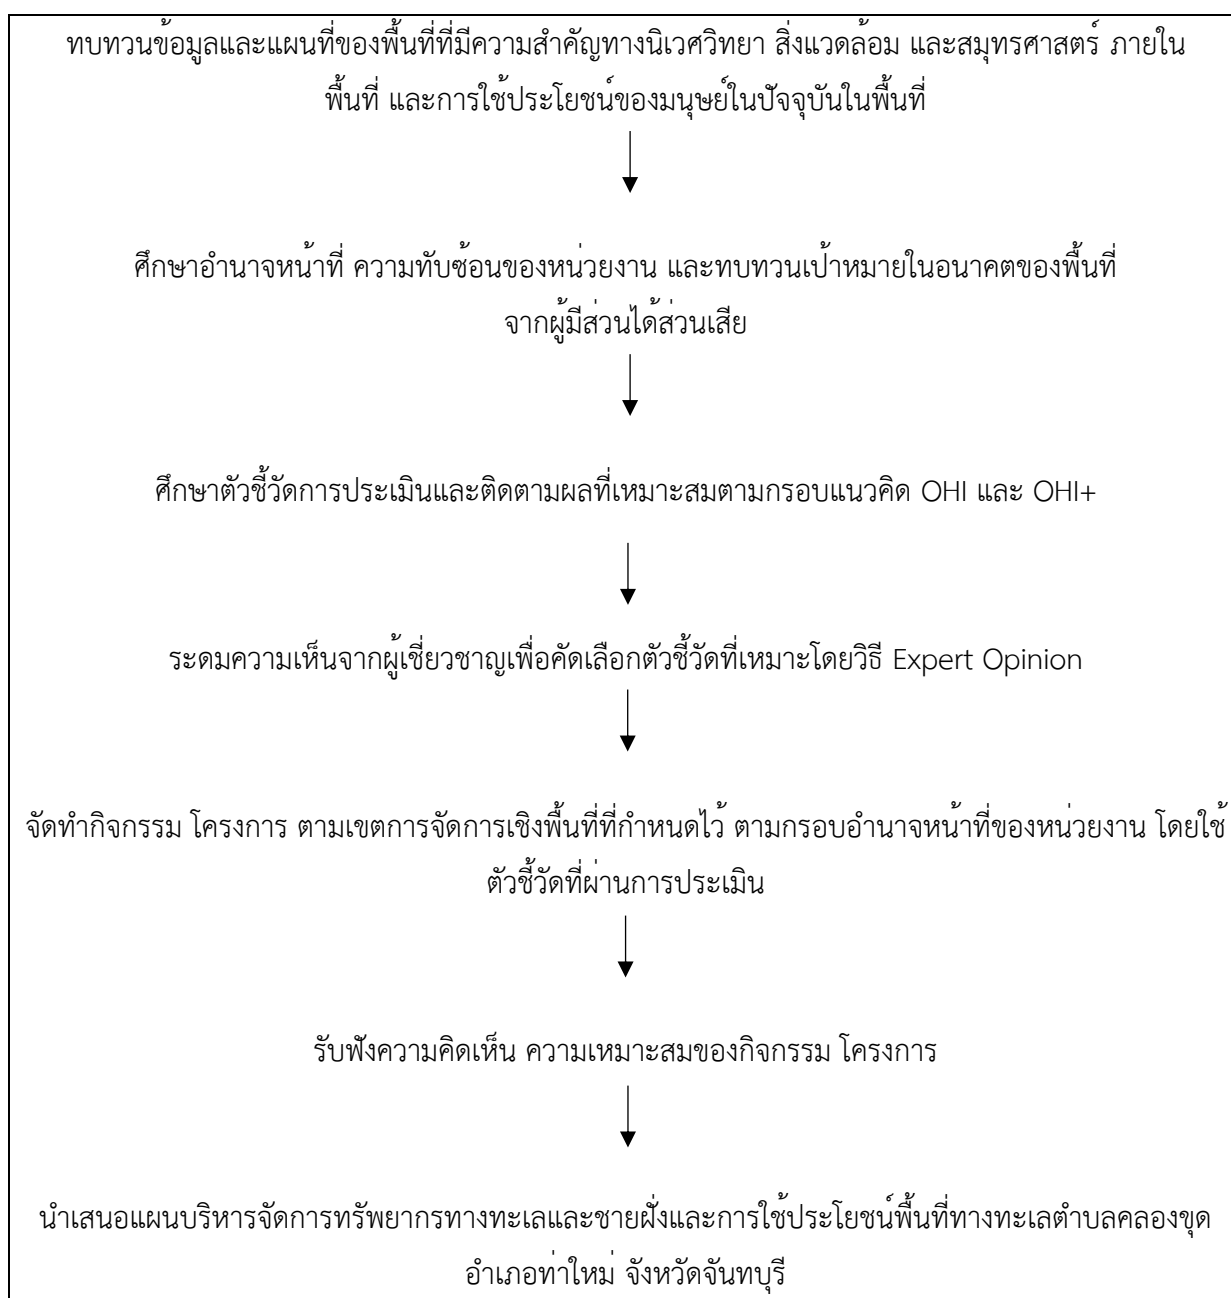 ทบทวนข้อมูลและแผนที่ของพื้นที่ที่มีความสำคัญทางนิเวศวิทยา สิ่งแวดล้อม และสมุทรศาสตร์ ภายใน
พื้นที่ และการใช้ประโยชน์ของมนุษย์ในปัจจุบันในพื้นที่
ศึกษาอำนาจหน้าที่ ความทับซ้อนของหน่วยงาน และทบทวนเป้าหมายในอนาคตของพื้นที่
จากผู้มีส่วนได้ส่วนเสีย
ศึกษาตัวชี้วัดการประเมินและติดตามผลที่เหมาะสมตามกรอบแนวคิด OHI และ OHI+
ระดมความเห็นจากผู้เชี่ยวชาญเพื่อคัดเลือกตัวชี้วัดที่เหมาะโดยวิธี Expert Opinion
จัดทำกิจกรรม โครงการ ตามเขตการจัดการเชิงพื้นที่ที่กำหนดไว้ ตามกรอบอำนาจหน้าที่ของหน่วยงาน โดยใช้
ตัวชี้วัดที่ผ่านการประเมิน
รับฟังความคิดเห็น ความเหมาะสมของกิจกรรม โครงการ
นำเสนอแผนบริหารจัดการทรัพยากรทางทะเลและชายฝั่งและการใช้ประโยชน์พื้นที่ทางทะเลตำบลคลองขุด
อำเภอท่าใหม่ จังหวัดจันทบุรี